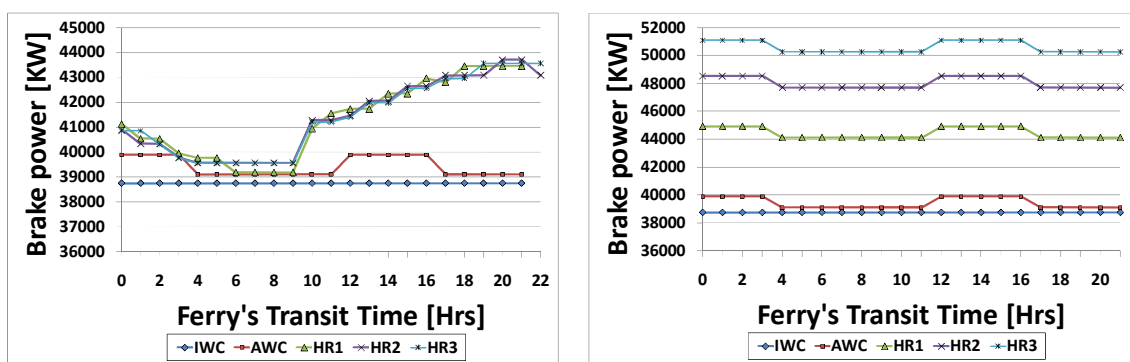 Brake power [KW]
45000
44000
43000
42000
41000
40000
39000
38000
37000
36000
0 2 4 6 8 10 12 14 16 18 20 22
Ferry's Transit Time [Hrs]
IWC AWC HR1 HR2 HR3
Brake power [KW]
52000
50000
48000
46000
44000
42000
40000
38000
36000
0 2 4 6 8 10 12 14 16 18 20
Ferry's Transit Time [Hrs]
IWC AWC HR1 HR2 HR3